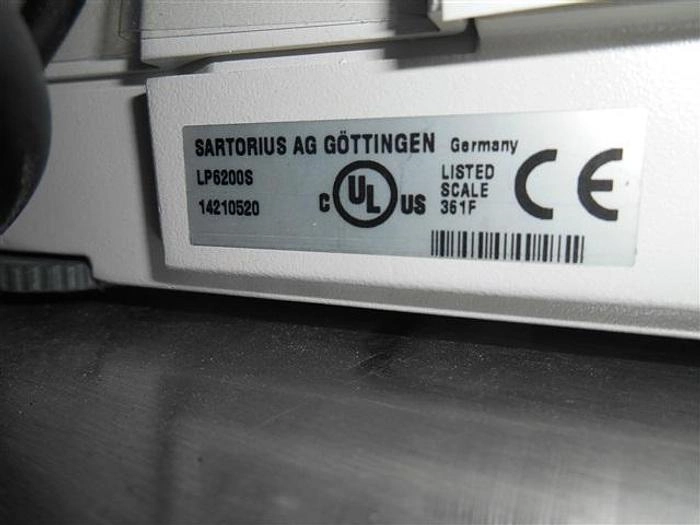 SARTORIUS AG GÖTTINGEN Germany
LP6200S
14210520
C UL US
LISTED
SCALE
361F
CE